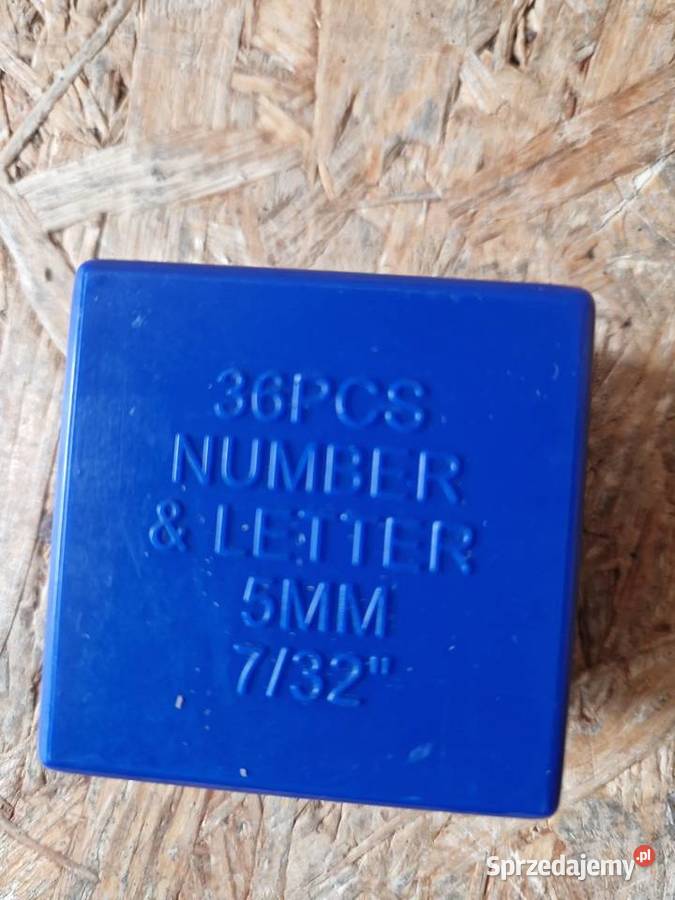 36PCS
NUMBER
& LETTER
5MM
7/32"
Sprzedajemy.pl